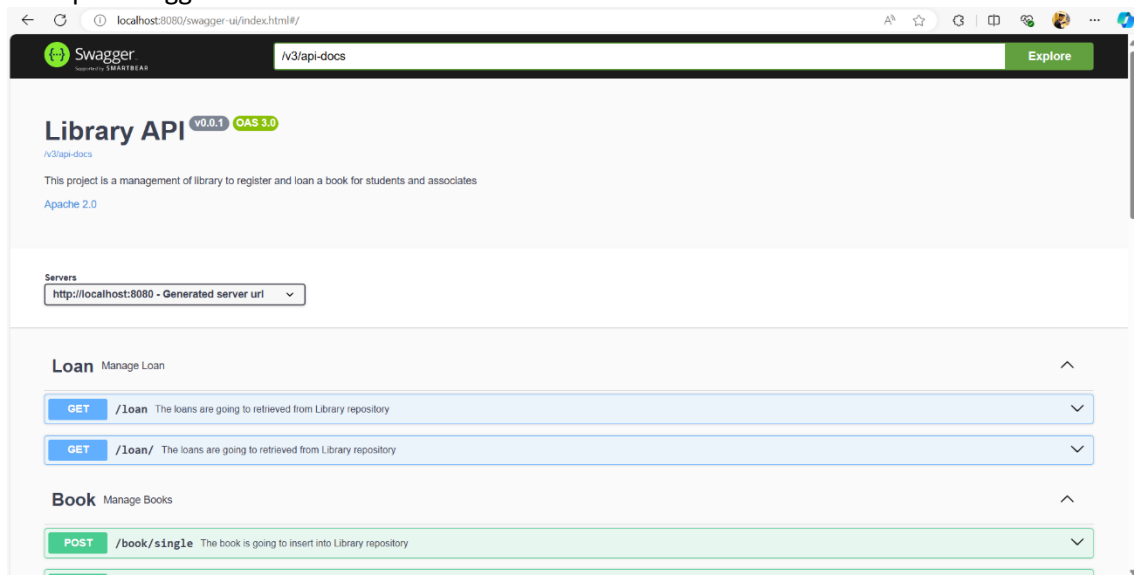 localhost:8080/swagger-ui/index.html#/
Swagger
Supported by SMARTBEAR
/v3/api-docs
Explore
Library API v0.0.1 OAS 3.0
/v3/api-docs
This project is a management of library to register and loan a book for students and associates
Apache 2.0
Servers
http://localhost:8080 - Generated server url
Loan Manage Loan
GET /loan The loans are going to retrieved from Library repository
GET /loan/ The loans are going to retrieved from Library repository
Book Manage Books
POST /book/single The book is going to insert into Library repository